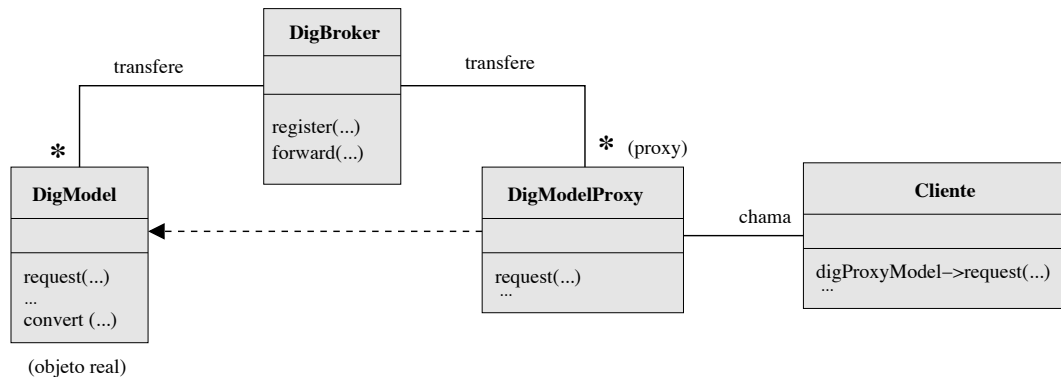 DigBroker
transfere
transfere
register(...)
forward(...)
*
* (proxy)
DigModel
DigModelProxy
Cliente
chama
request(...)
...
convert (...)
request(...)
...
digProxyModel−>request(...)
...
(objeto real)